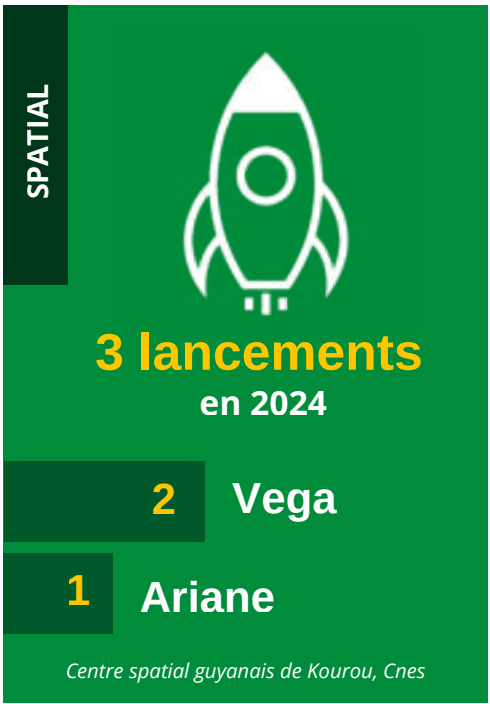 SPATIAL
3 lancements
en 2024
2 Vega
1 Ariane
Centre spatial guyanais de Kourou, Cnes